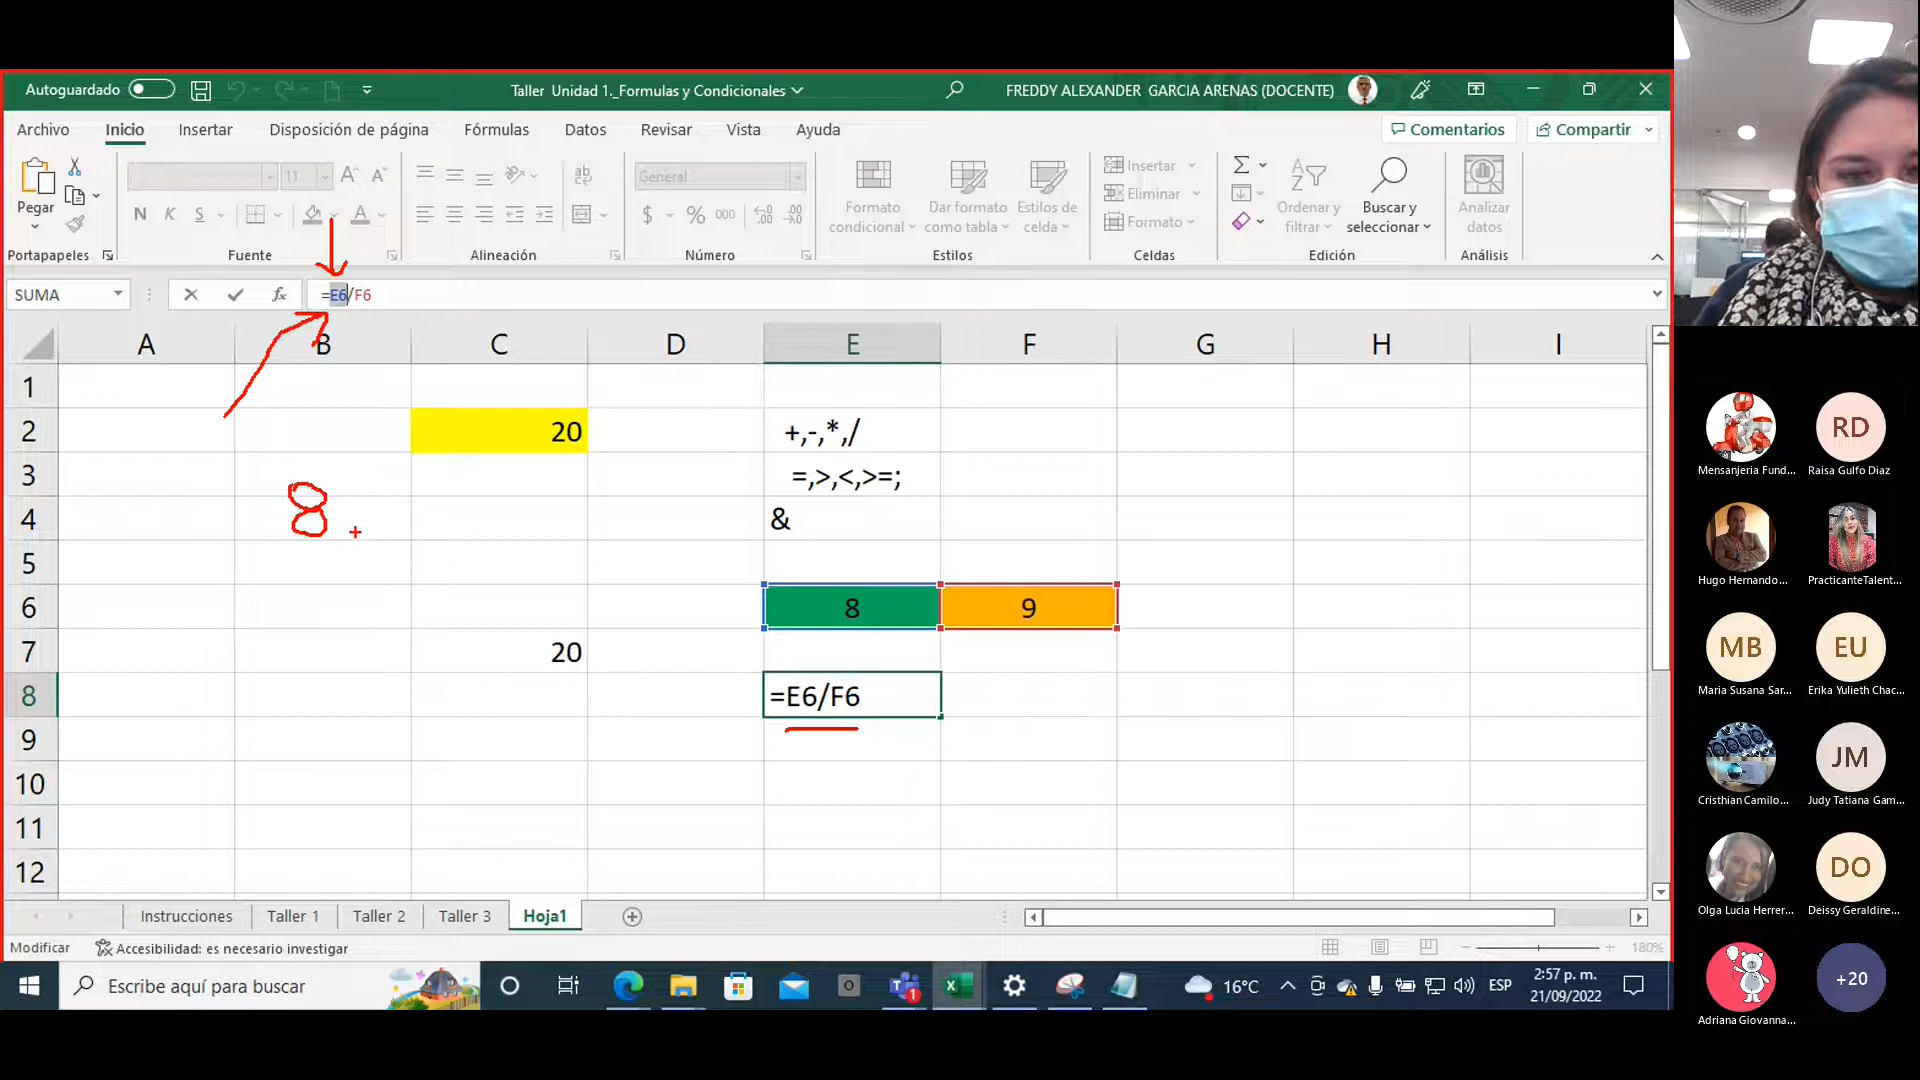 Autoguardado
Taller Unidad 1._Formulas y Condicionales
FREDDY ALEXANDER GARCIA ARENAS (DOCENTE)
Archivo Inicio Insertar Disposición de página Fórmulas Datos Revisar Vista Ayuda
Comentarios Compartir
Pegar
11
General
N K S
$ % 000
Formato condicional
Dar formato como tabla
Estilos de celda
Insertar
Eliminar
Formato
Ordenar y filtrar
Buscar y seleccionar
Analizar datos
Portapapeles Fuente Alineación Número Estilos Celdas Edición Análisis
SUMA fx =E6/F6
A B C D E F G H I
1
2 20 +,-,*,/
3 =,>,<,>=;
4 &
8
5
6 8 9
7 20
8 =E6/F6
9
10
11
12
Instrucciones Taller 1 Taller 2 Taller 3 Hoja1
Modificar Accesibilidad: es necesario investigar 180%
Escribe aquí para buscar
16°C ESP 2:57 p. m.
21/09/2022
Mensanjeria Fund...
RD
Raisa Gulfo Diaz
Hugo Hernando...
PracticanteTalent...
MB
Maria Susana Sar...
EU
Erika Yulieth Chac...
Cristhian Camilo...
JM
Judy Tatiana Gam...
Olga Lucia Herrer...
DO
Deissy Geraldine...
Adriana Giovanna...
+20